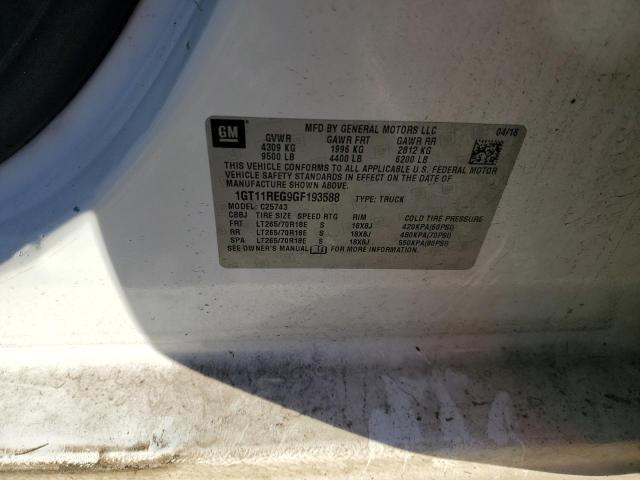 GM
MFD BY GENERAL MOTORS LLC 04/16
GVWR GAWR FRT GAWR RR
4309 KG 1996 KG 2812 KG
9500 LB 4400 LB 6200 LB
THIS VEHICLE CONFORMS TO ALL APPLICABLE U.S. FEDERAL MOTOR
VEHICLE SAFETY STANDARDS IN EFFECT ON THE DATE OF
MANUFACTURE SHOWN ABOVE.
1GT11REG9GF193588 TYPE: TRUCK
MODEL: C25743
CBBJ TIRE SIZE SPEED RTG RIM COLD TIRE PRESSURE
FRT LT265/70R18E S 18X8J 420KPA(60PSI)
RR LT265/70R18E S 18X8J 480KPA(70PSI)
SPA LT265/70R18E S 18X8J 550KPA(80PSI)
SEE OWNER'S MANUAL FOR MORE INFORMATION.